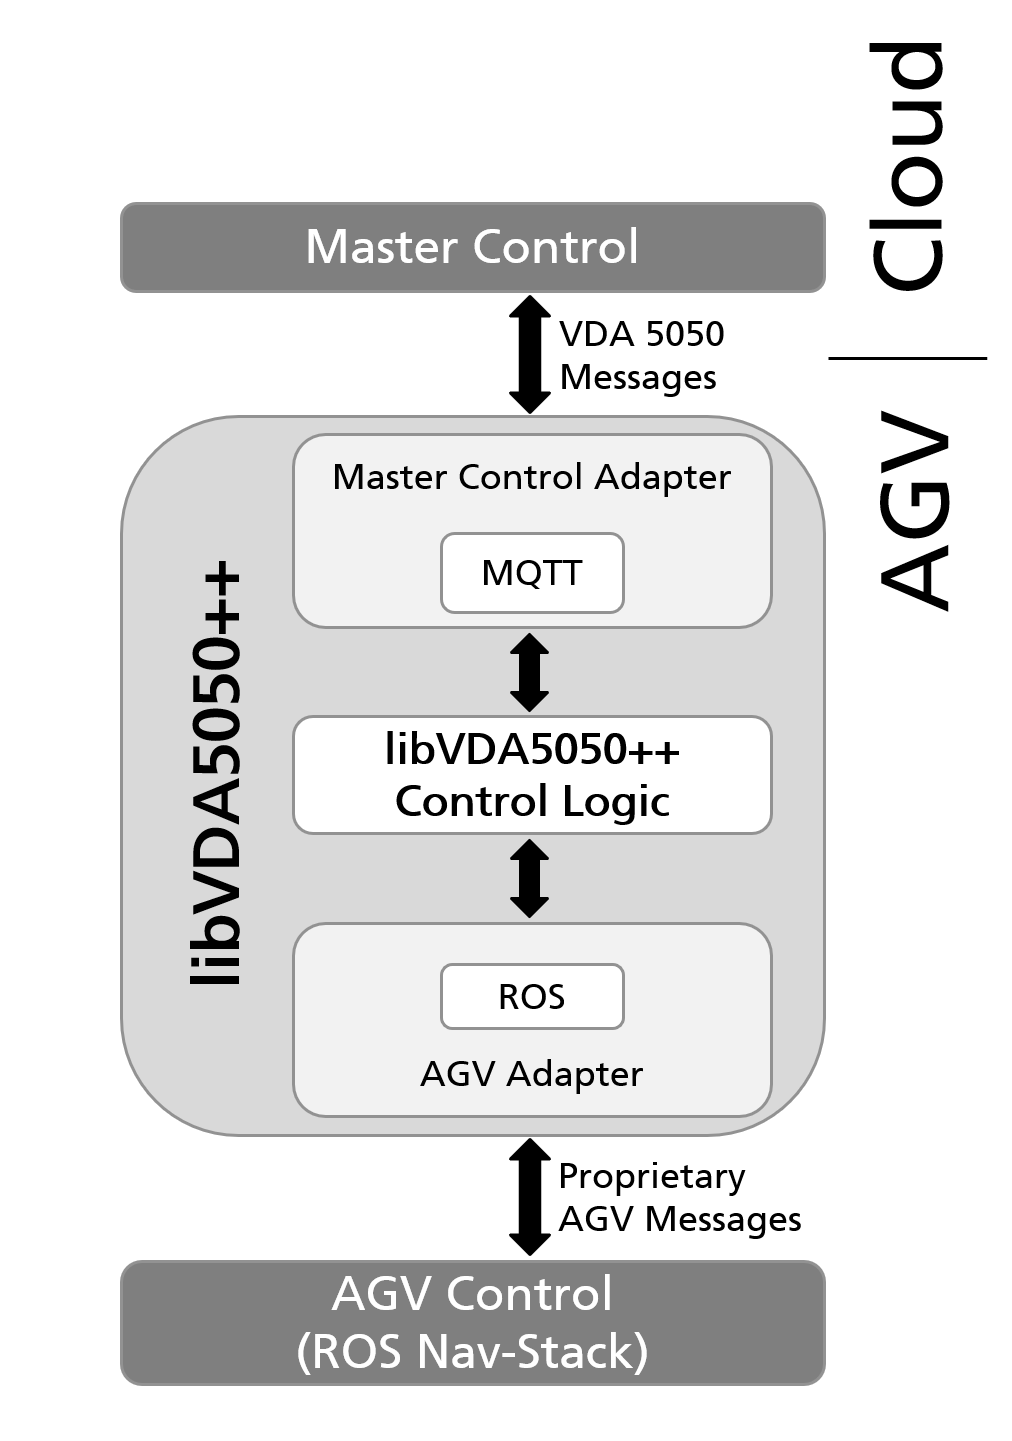 Cloud
Master Control
VDA 5050
Messages
AGV
libVDA5050++
Master Control Adapter
MQTT
libVDA5050++
Control Logic
ROS
AGV Adapter
Proprietary
AGV Messages
AGV Control
(ROS Nav-Stack)